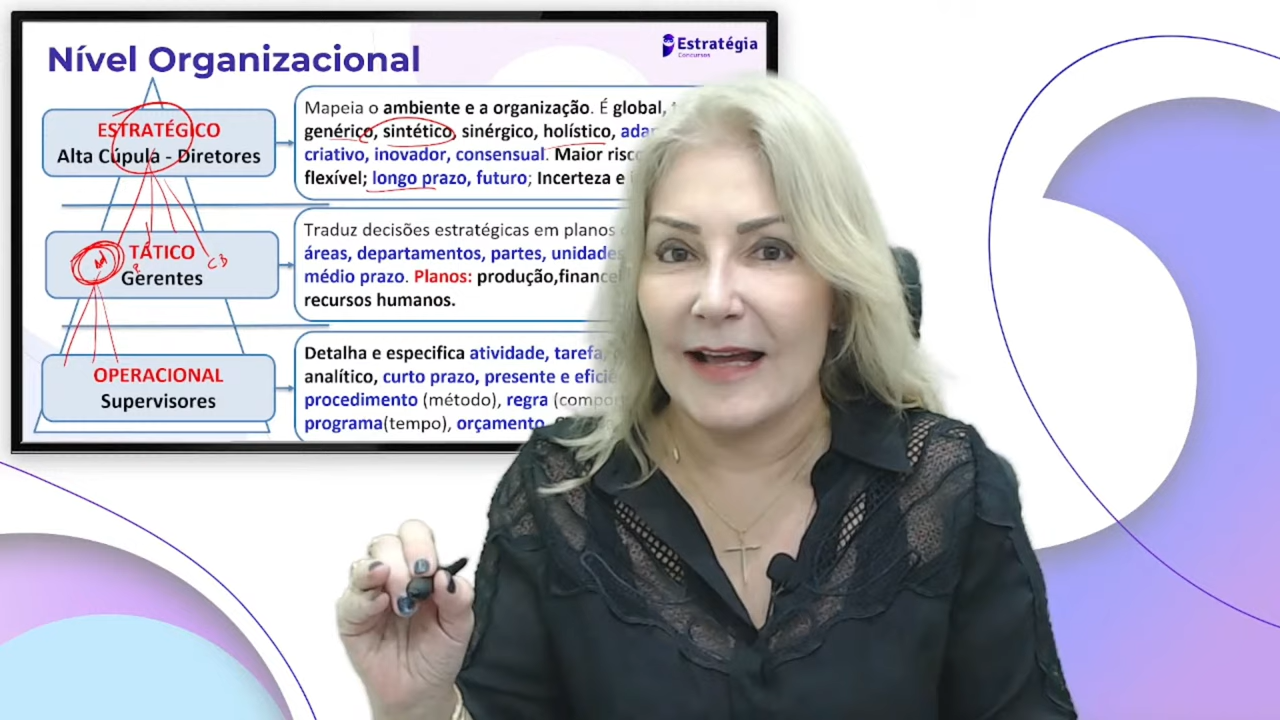 Nível Organizacional
Estratégia
Concursos
ESTRATÉGICO
Alta Cúpula - Diretores
Mapeia o ambiente e a organização. É global,
genérico, sintético, sinérgico, holístico,
criativo, inovador, consensual. Maior
flexível; longo prazo, futuro; Incerteza e
TÁTICO
Gerentes
Traduz decisões estratégicas em planos
áreas, departamentos, partes, unidades
médio prazo. Planos: produção,
recursos humanos.
OPERACIONAL
Supervisores
Detalha e especifica atividade, tarefa,
analítico, curto prazo, presente e
procedimento (método), regra
programa(tempo), orçamento